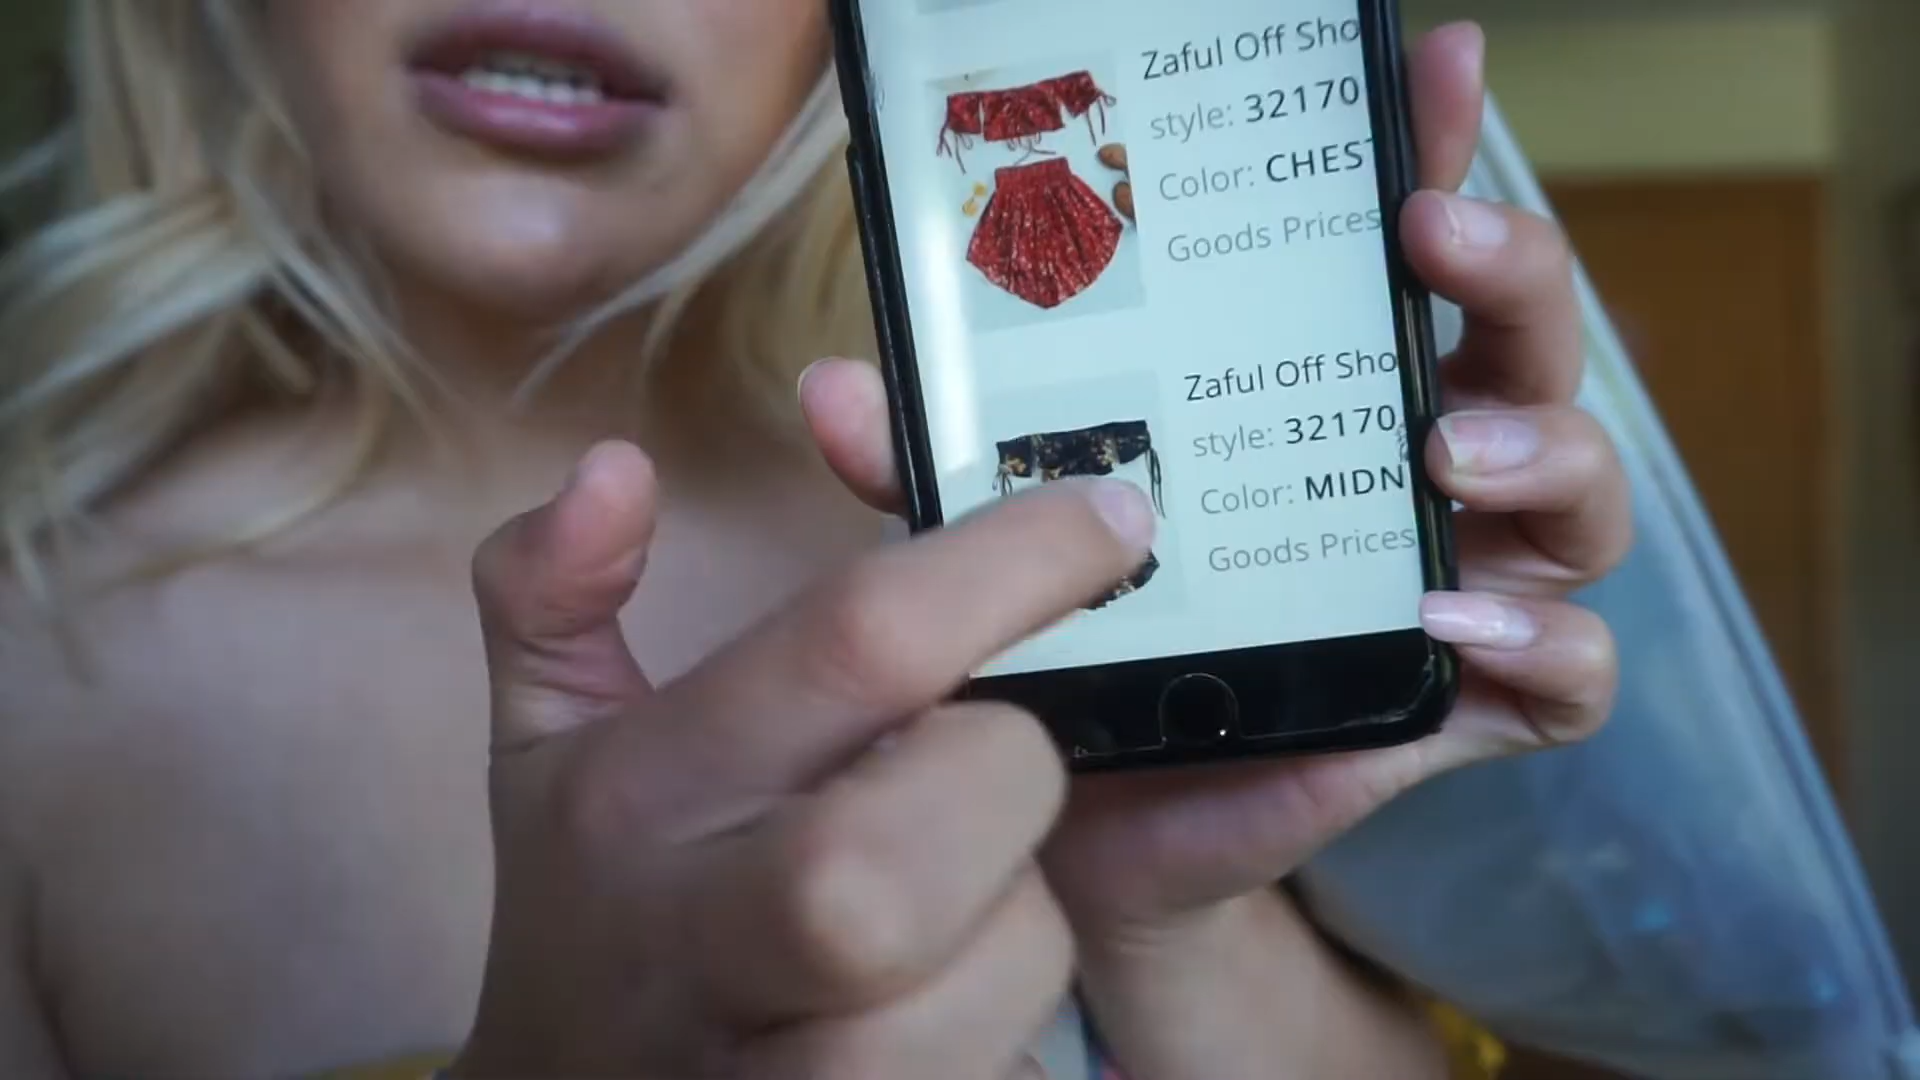 Zaful Off Sho
style: 32170
Color: CHEST
Goods Prices
Zaful Off Sho
style: 32170
Color: MIDN
Goods Prices